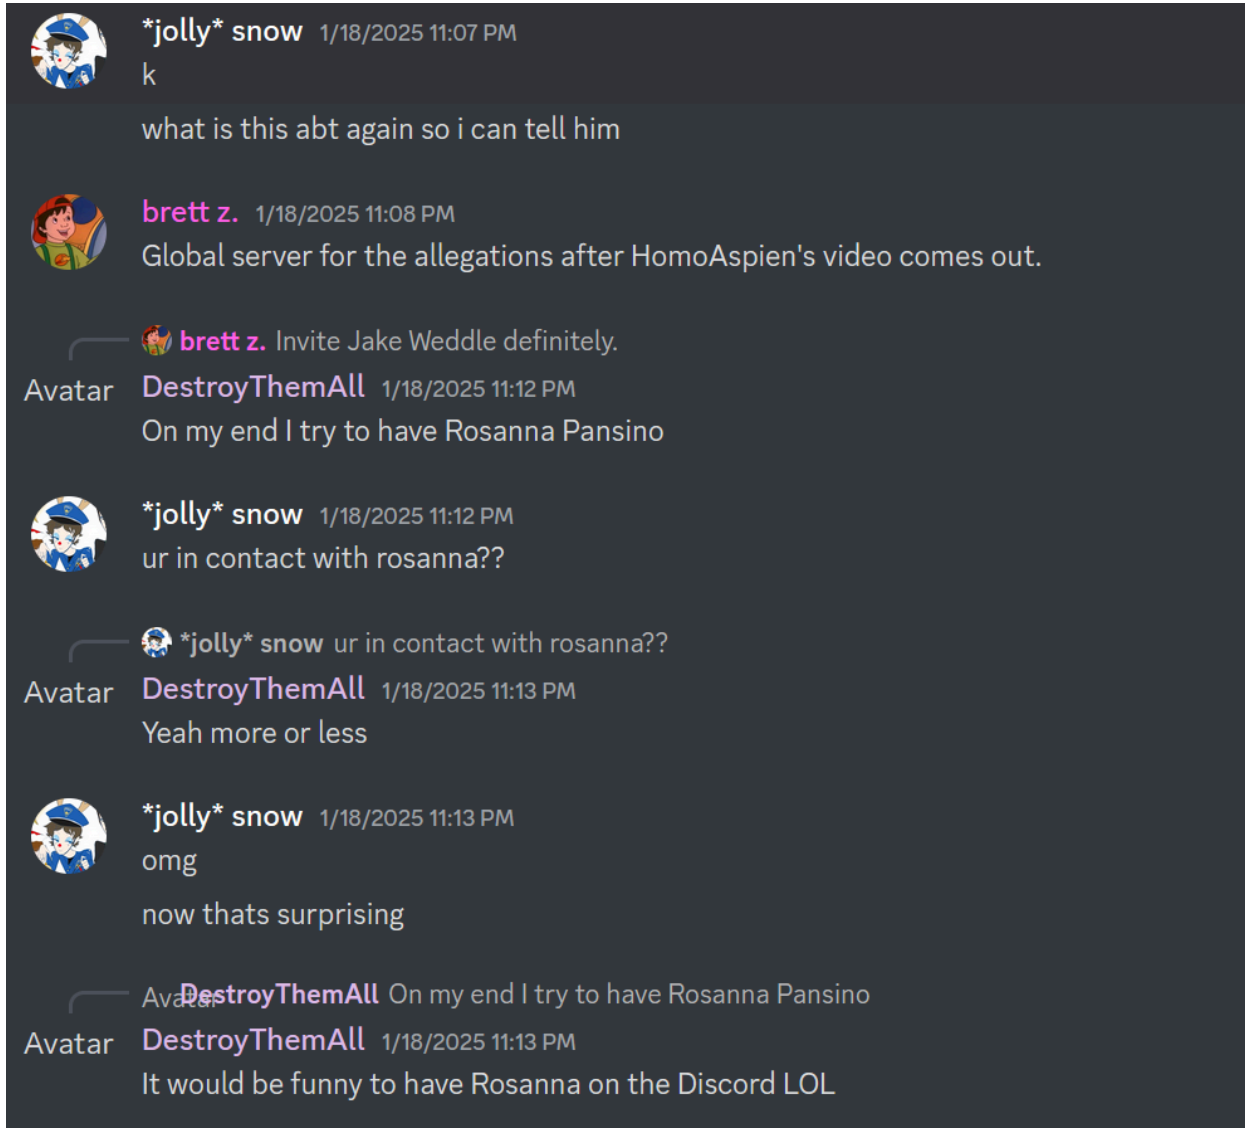 *jolly* snow 1/18/2025 11:07 PM
k
what is this abt again so i can tell him
brett z. 1/18/2025 11:08 PM
Global server for the allegations after HomoAspien's video comes out.
brett z. Invite Jake Weddle definitely.
Avatar DestroyThemAll 1/18/2025 11:12 PM
On my end I try to have Rosanna Pansino
*jolly* snow 1/18/2025 11:12 PM
ur in contact with rosanna??
*jolly* snow ur in contact with rosanna??
Avatar DestroyThemAll 1/18/2025 11:13 PM
Yeah more or less
*jolly* snow 1/18/2025 11:13 PM
omg
now thats surprising
Avatar DestroyThemAll On my end I try to have Rosanna Pansino
Avatar DestroyThemAll 1/18/2025 11:13 PM
It would be funny to have Rosanna on the Discord LOL